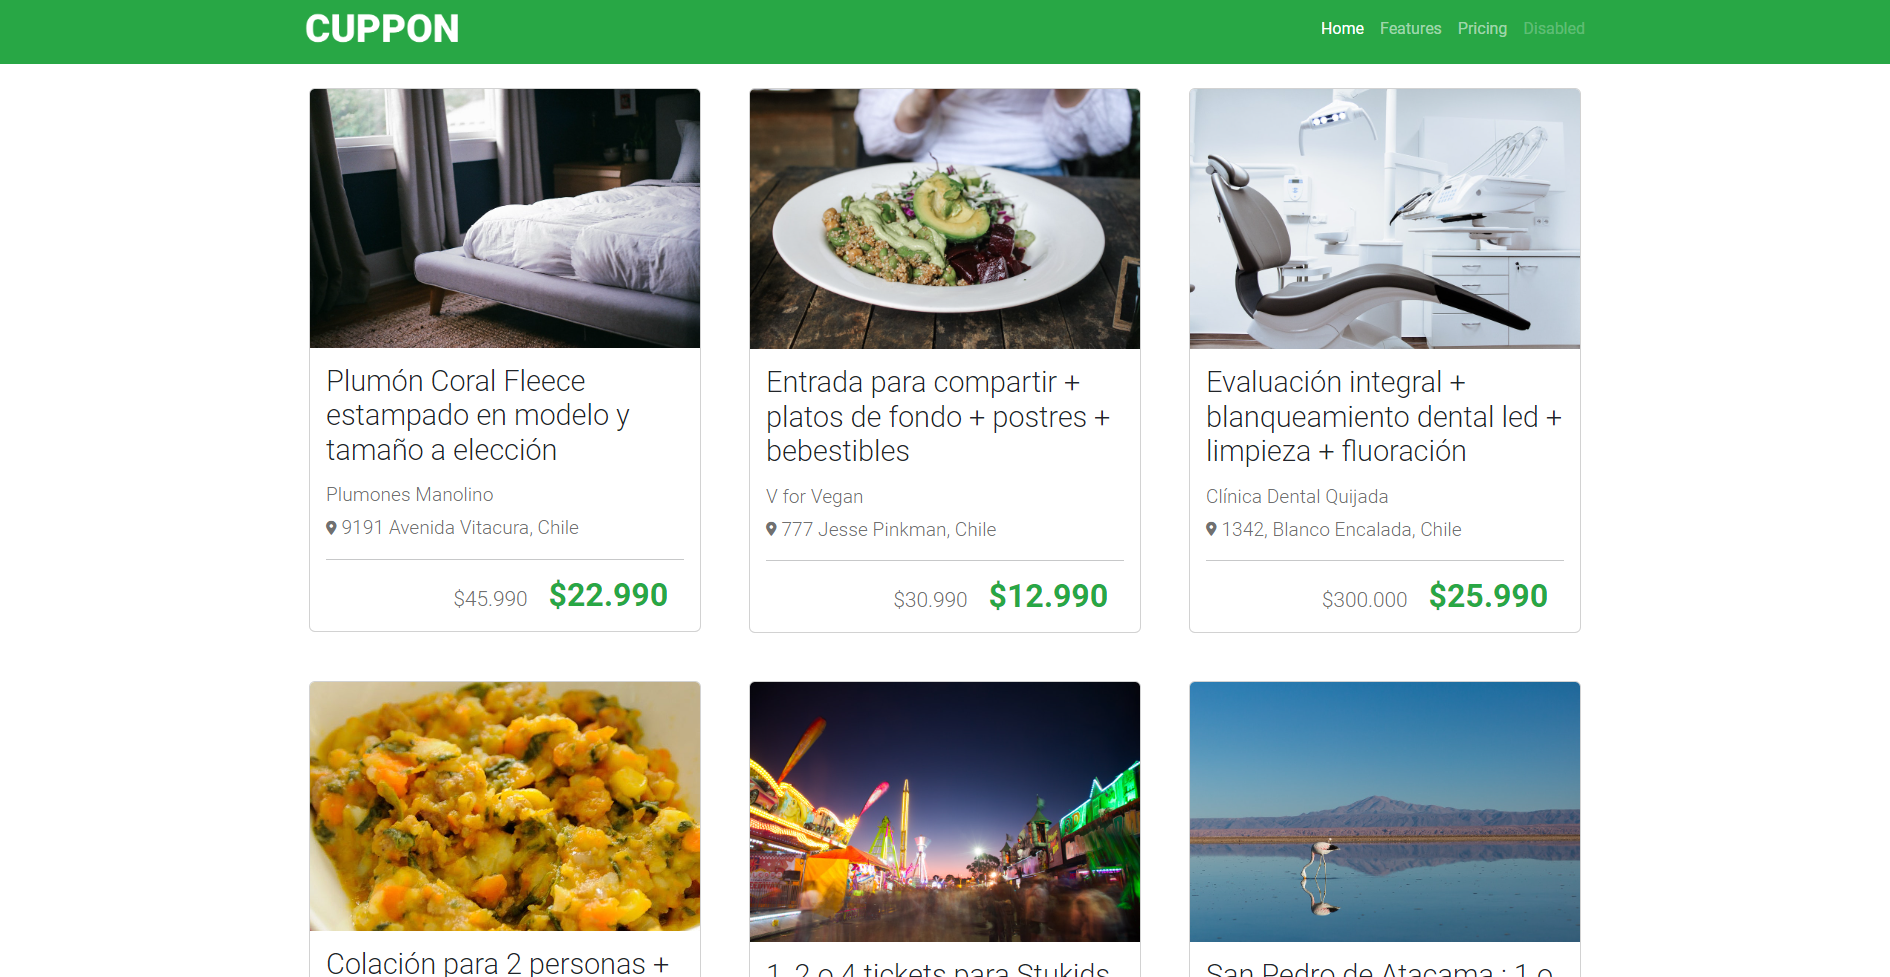 CUPPON
Home Features Pricing Disabled
Plumón Coral Fleece
estampado en modelo y
tamaño a elección
Plumones Manolino
9191 Avenida Vitacura, Chile
$45.990 $22.990
Entrada para compartir +
platos de fondo + postres +
bebestibles
V for Vegan
777 Jesse Pinkman, Chile
$30.990 $12.990
Evaluación integral +
blanqueamiento dental led +
limpieza + fluoración
Clínica Dental Quijada
1342, Blanco Encalada, Chile
$300.000 $25.990
Colación para 2 personas +
1, 2 o 4 tickets para Stukids
San Pedro de Atacama : 1 o